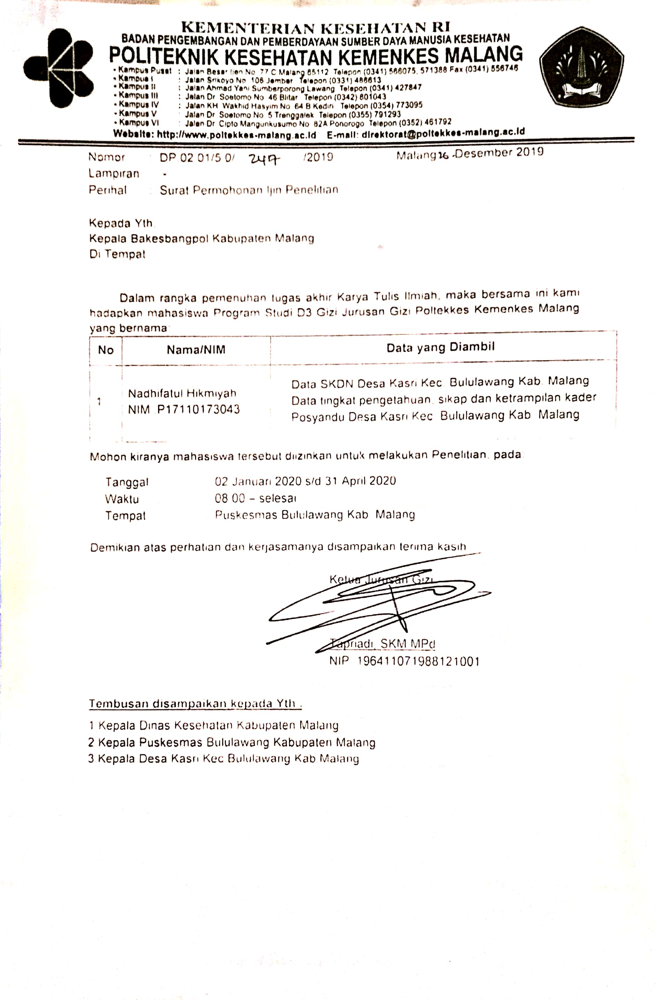 KEMENTERIAN KESEHATAN RI
BADAN PENGEMBANGAN DAN PEMBERDAYAAN SUMBER DAYA MANUSIA KESEHATAN
POLITEKNIK KESEHATAN KEMENKES MALANG
- Kampus Pusat : Jalan Besar Ijen No 77 C Malang 65112 Telepon (0341) 566075, 571388 Fax (0341) 556746
- Kampus I : Jalan Srikoyo No 106 Jember Telepon (0331) 486613
- Kampus II : Jalan Ahmad Yani Sumberporong Lawang Telepon (0341) 427847
- Kampus III : Jalan Dr Soetomo No 46 Blitar Telepon (0342) 801043
- Kampus IV : Jalan KH Wakhid Hasyim No 64 B Kediri Telepon (0354) 773095
- Kampus V : Jalan Dr Soetomo No 5 Trenggalek Telepon (0355) 791293
- Kampus VI : Jalan Dr Cipto Mangunkusumo No 82A Ponorogo Telepon (0352) 461792
Website: http://www.poltekkes-malang.ac.id E-mail: direktorat@poltekkes-malang.ac.id
Nomor : DP 02 01/5 0/ 247 /2019 Malang 26 Desember 2019
Lampiran -
Perihal : Surat Permohonan Ijin Penelitian
Kepada Yth.
Kepala Bakesbangpol Kabupaten Malang
Di Tempat
Dalam rangka pemenuhan tugas akhir Karya Tulis Ilmiah, maka bersama ini kami
hadapkan mahasiswa Program Studi D3 Gizi Jurusan Gizi Poltekkes Kemenkes Malang
yang bernama
No Nama/NIM Data yang Diambil
1 Nadhifatul Hikmiyah
NIM P17110173043
Data SKDN Desa Kasri Kec. Bululawang Kab. Malang
Data tingkat pengetahuan, sikap dan ketrampilan kader
Posyandu Desa Kasri Kec Bululawang Kab Malang
Mohon kiranya mahasiswa tersebut diizinkan untuk melakukan Penelitian, pada:
Tanggal 02 Januari 2020 s/d 31 April 2020
Waktu 08 00 – selesai
Tempat Puskesmas Bululawang Kab Malang
Demikian atas perhatian dan kerjasamanya disampaikan terima kasih
Ketua Jurusan Gizi
Tapriadi, SKM MPd
NIP 196411071988121001
Tembusan disampaikan kepada Yth :
1 Kepala Dinas Kesehatan Kabupaten Malang
2 Kepala Puskesmas Bululawang Kabupaten Malang
3 Kepala Desa Kasri Kec Bululawang Kab Malang